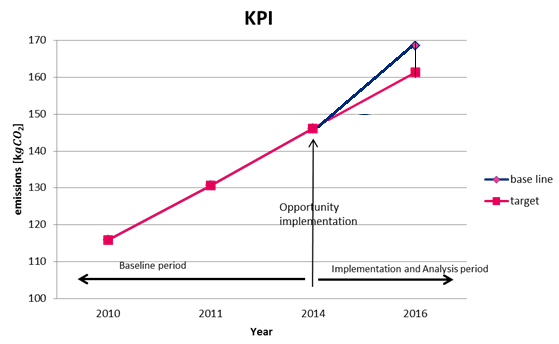 KPI
170
160
150
140
130
120
110
100
emissions [kgCO₂]
Opportunity
implementation
Baseline period
Implementation and Analysis period
2010
2011
2014
2016
Year
base line
target